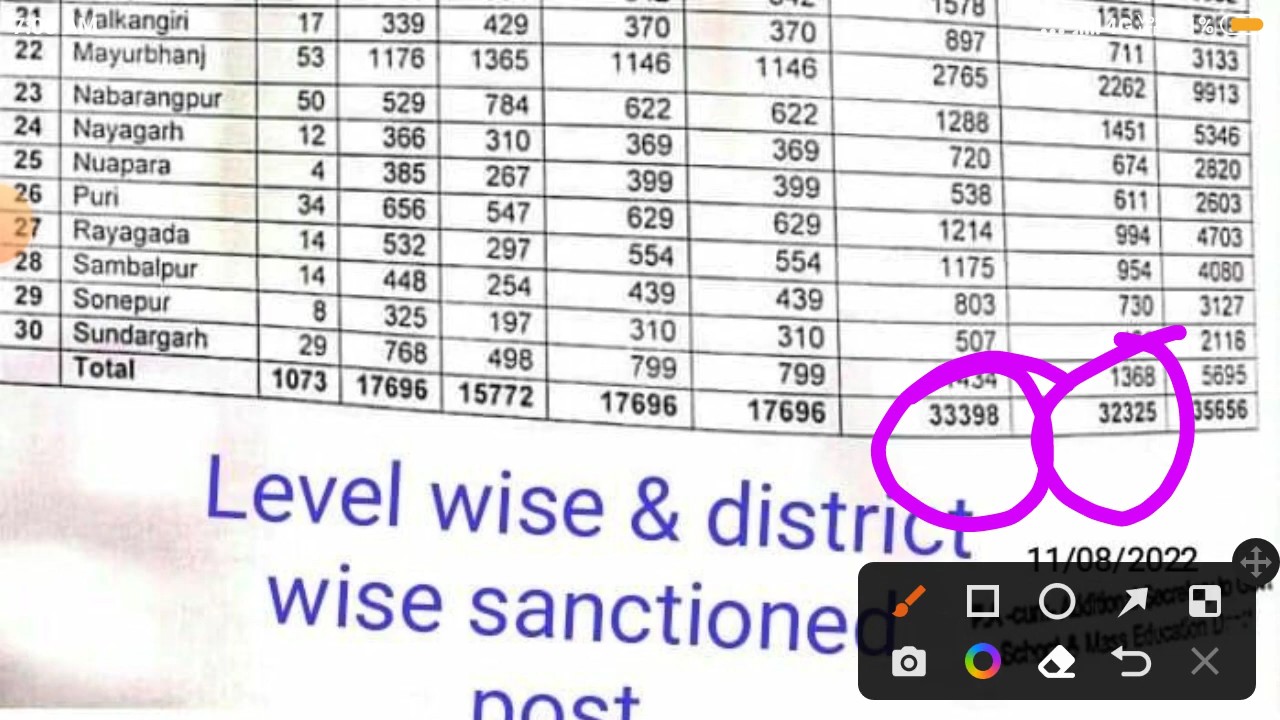 1578
21 Malkangiri 17 339 429 370 370 897 711 3133
22 Mayurbhanj 53 1176 1365 1146 1146 2765 2262 9913
23 Nabarangpur 50 529 784 622 622 1288 1451 5346
24 Nayagarh 12 366 310 369 369 720 674 2820
25 Nuapara 4 385 267 399 399 538 611 2603
26 Puri 34 656 547 629 629 1214 994 4703
27 Rayagada 14 532 297 554 554 1175 954 4080
28 Sambalpur 14 448 254 439 439 803 730 3127
29 Sonepur 8 325 197 310 310 507 2118
30 Sundargarh 29 768 498 799 799 1434 1368 5695
Total 1073 17696 15772 17696 17696 33398 32325 35656
Level wise & district
wise sanctioned
post
11/08/2022
School & Mass Education